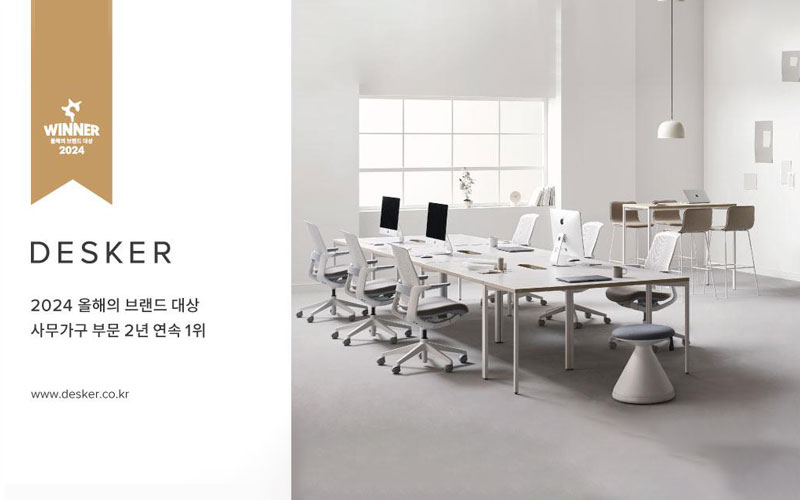 WINNER
올해의 브랜드 대상
2024
DESKER
2024 올해의 브랜드 대상
사무가구 부문 2년 연속 1위
www.desker.co.kr